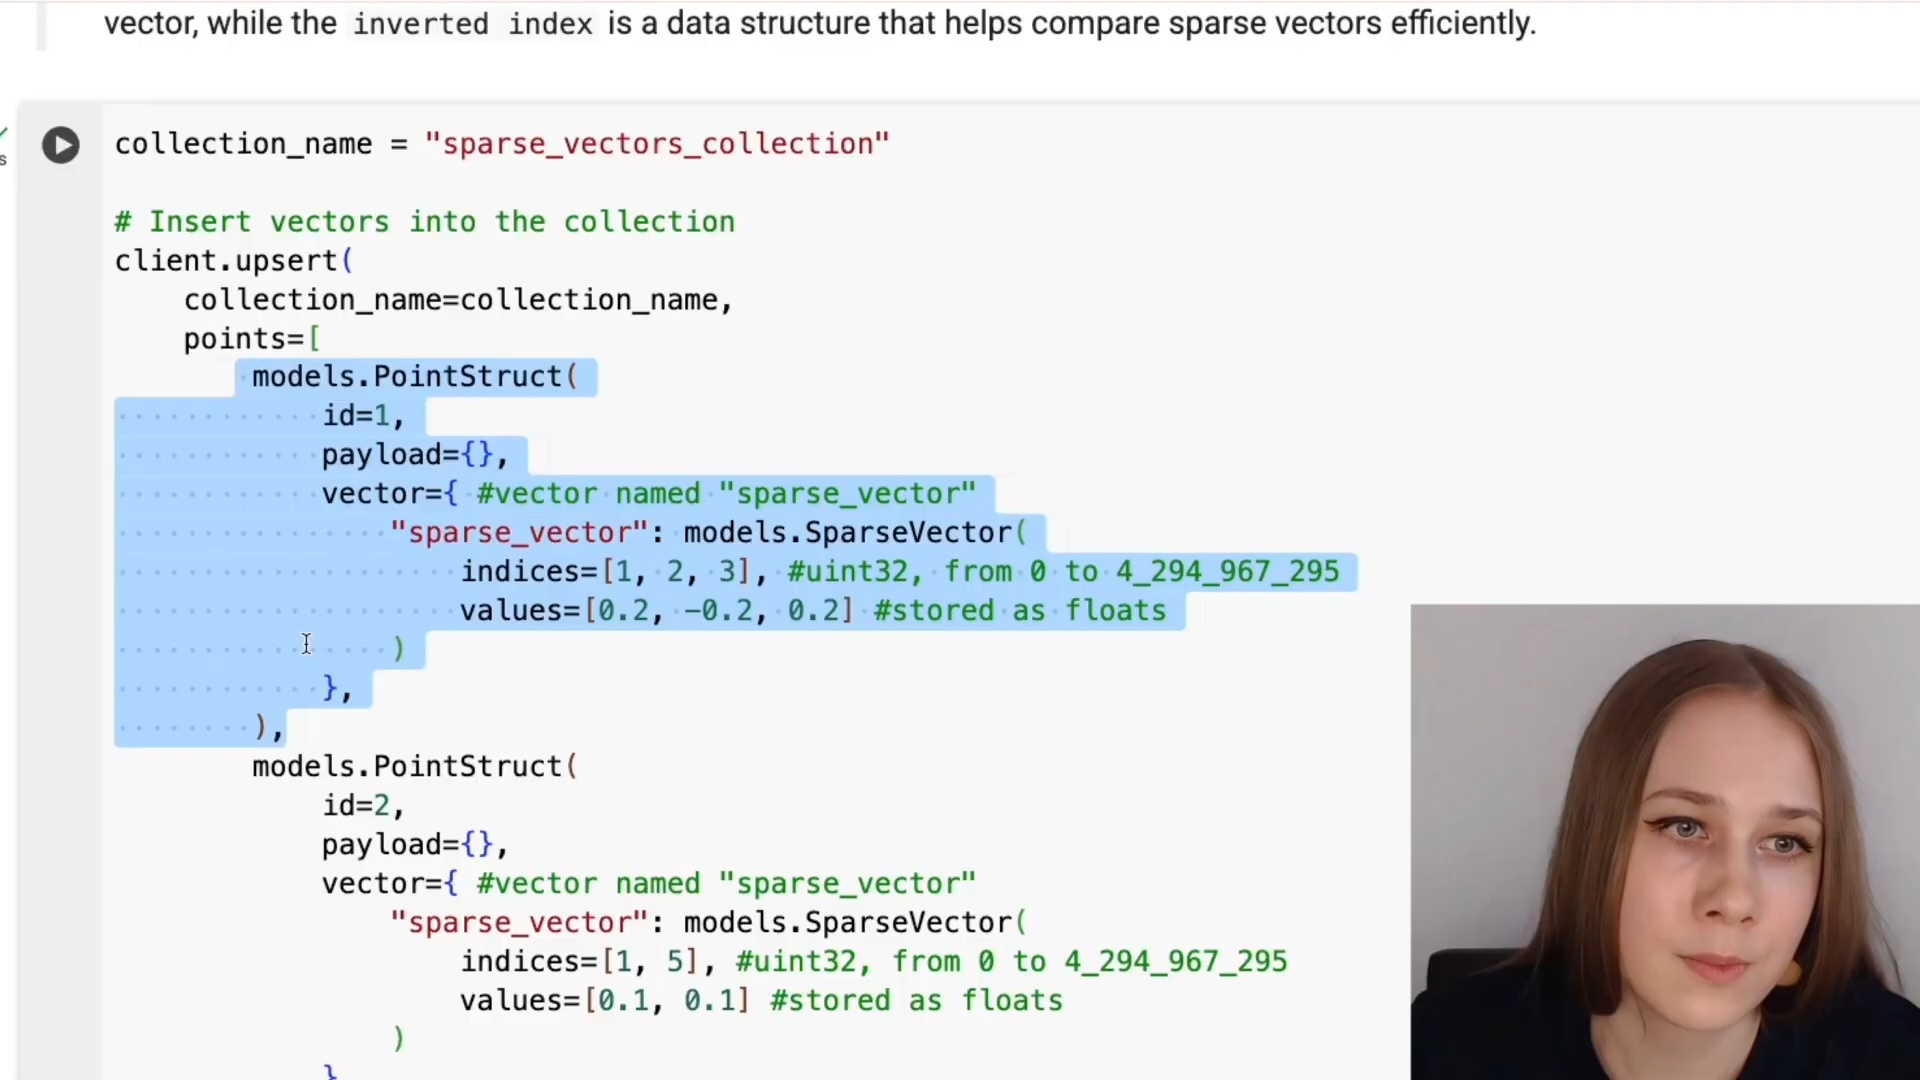 vector, while the inverted index is a data structure that helps compare sparse vectors efficiently.
s
collection_name = "sparse_vectors_collection"
# Insert vectors into the collection
client.upsert(
collection_name=collection_name,
points=[
models.PointStruct(
id=1,
payload={},
vector={ #vector named "sparse_vector"
"sparse_vector": models.SparseVector(
indices=[1, 2, 3], #uint32, from 0 to 4_294_967_295
values=[0.2, −0.2, 0.2] #stored as floats
)
},
),
models.PointStruct(
id=2,
payload={},
vector={ #vector named "sparse_vector"
"sparse_vector": models.SparseVector(
indices=[1, 5], #uint32, from 0 to 4_294_967_295
values=[0.1, 0.1] #stored as floats
)
}